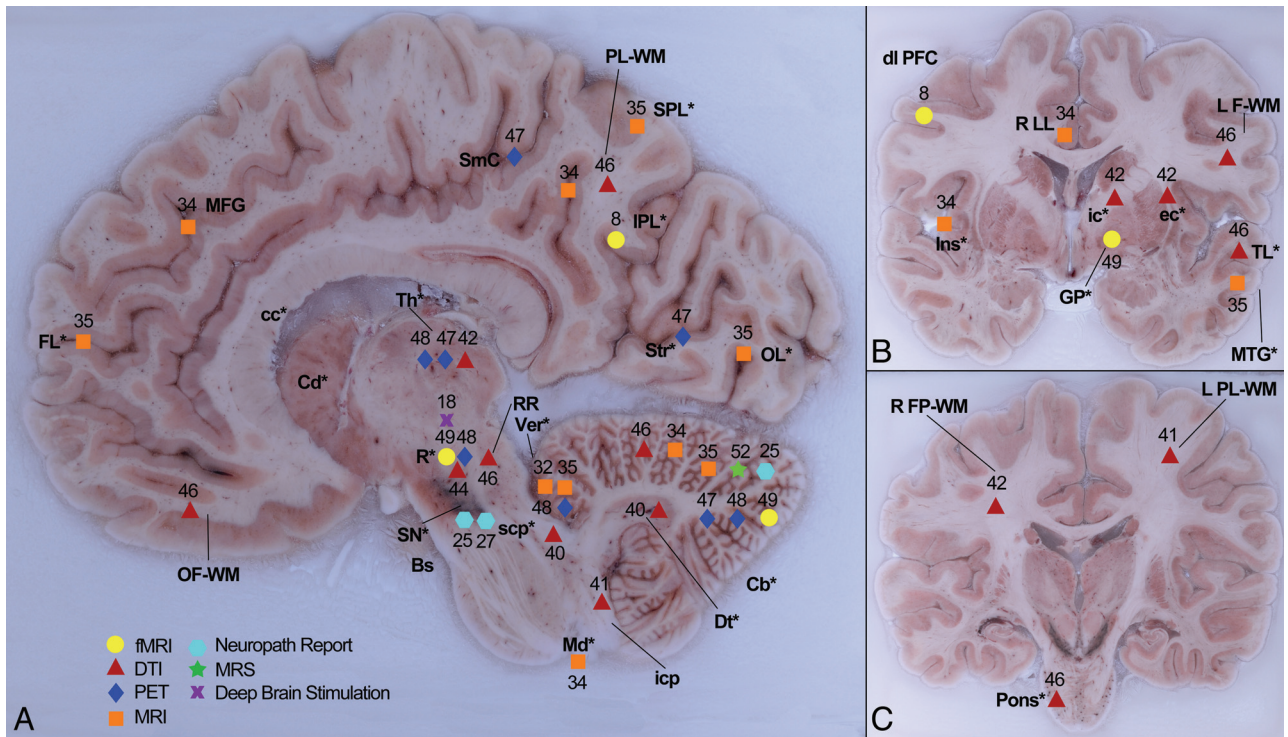 PL-WM
35
SPL*
47
SmC
46
34
34
MFG
8
IPL*
Th*
cc*
47
35
FL*
48 47 42
Str*
35
OL*
Cd*
18
RR
Ver*
49 48
R*
46
34
35
52
25
44
46
32
35
46
48
40
47
48
49
SN*
scp*
25
27
40
Bs
OF-WM
41
Cb*
Dt*
Md*
icp
34
fMRI
DTI
PET
MRI
Neuropath Report
MRS
Deep Brain Stimulation
A
dl PFC
8
34
R LL
L F-WM
46
42
42
34
ic*
ec*
Ins*
46
TL*
49
GP*
35
MTG*
B
R FP-WM
L PL-WM
41
42
46
Pons*
C